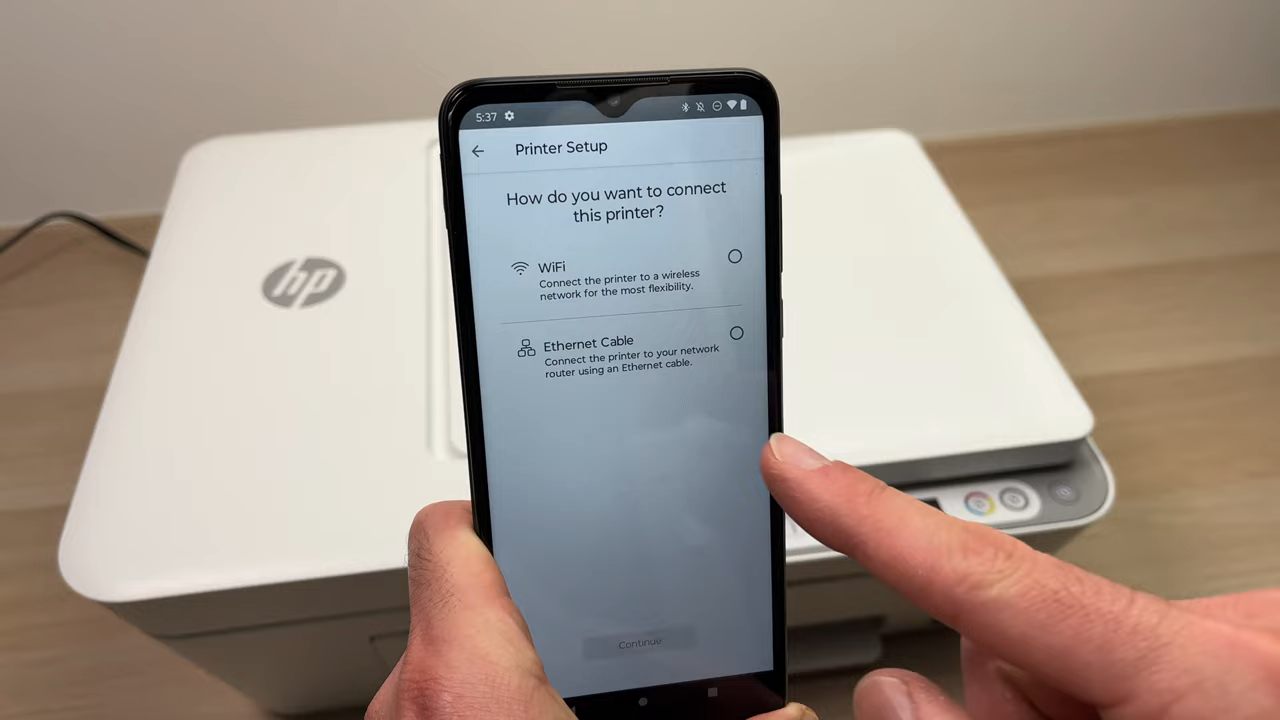 5:37
Printer Setup
How do you want to connect
this printer?
WiFi
Connect the printer to a wireless
network for the most flexibility.
Ethernet Cable
Connect the printer to your network
router using an Ethernet cable.
Continue
hp